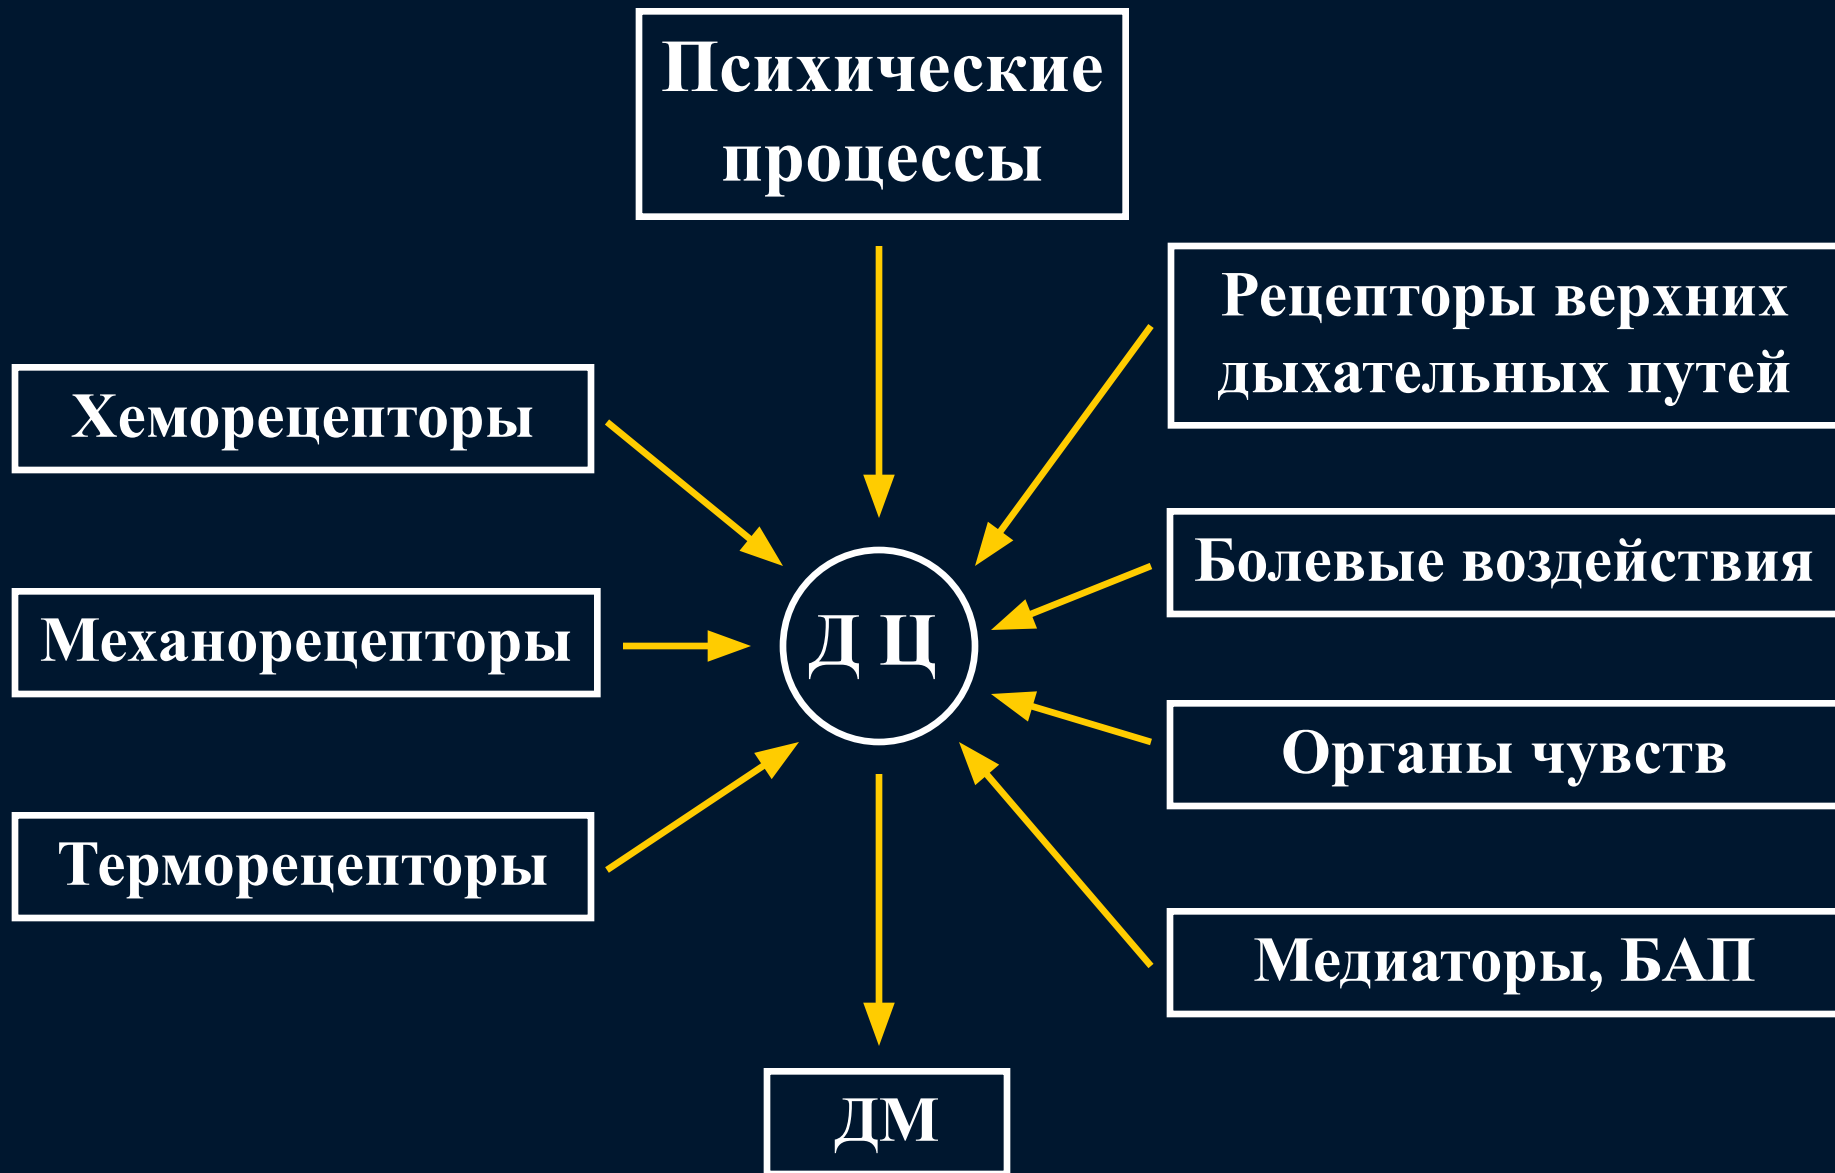 Психические
процессы
Рецепторы верхних
дыхательных путей
Хеморецепторы
Болевые воздействия
Механорецепторы
Д Ц
Органы чувств
Терморецепторы
Медиаторы, БАП
ДМ